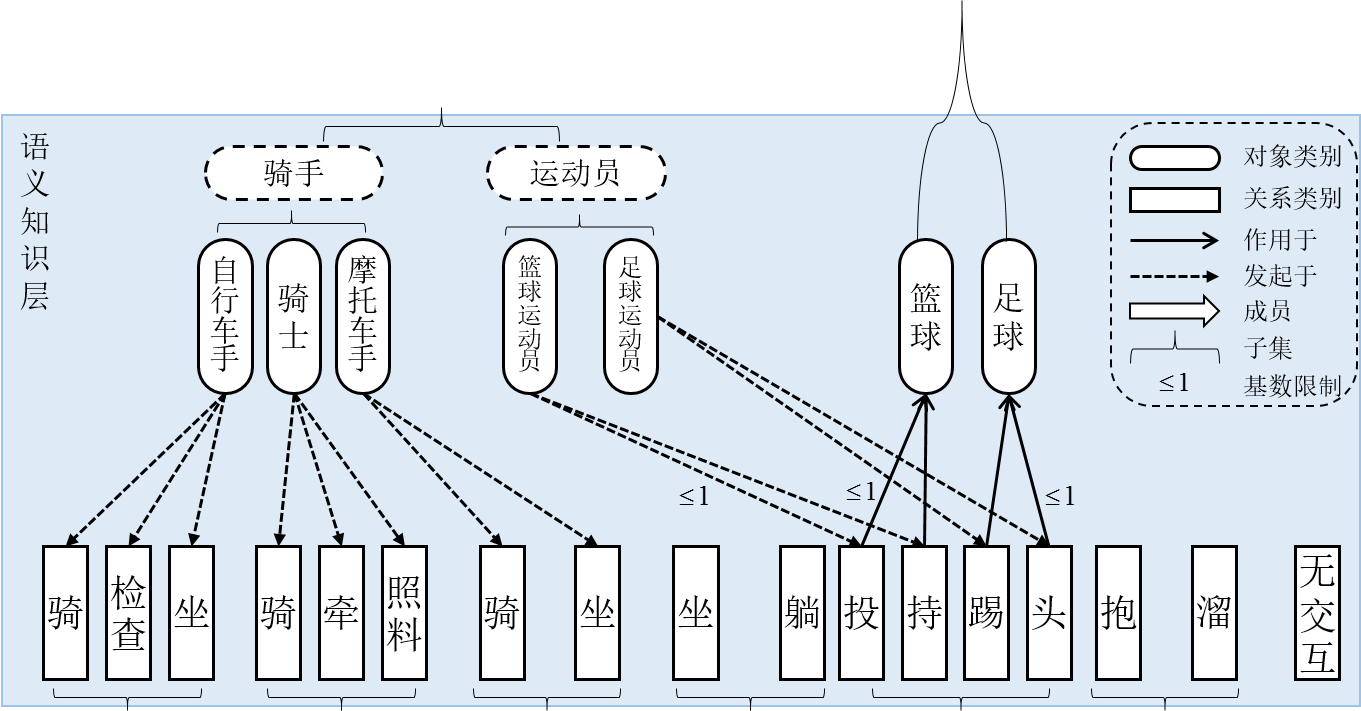 语义知识层
骑手
运动员
自行车手
骑士
摩托车手
篮球运动员
足球运动员
篮球
足球
对象类别
关系类别
作用于
发起于
成员
子集
≤1
基数限制
≤1
≤1
≤1
骑
检查
坐
骑
牵
照料
骑
坐
坐
躺
投
持
踢
头
抱
溜
无交互